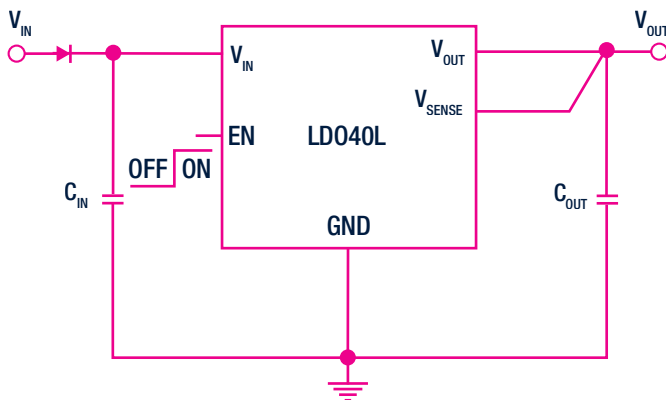 VIN
VOUT
VIN
VOUT
VSENSE
EN
LDO40L
OFF ON
CIN
COUT
GND